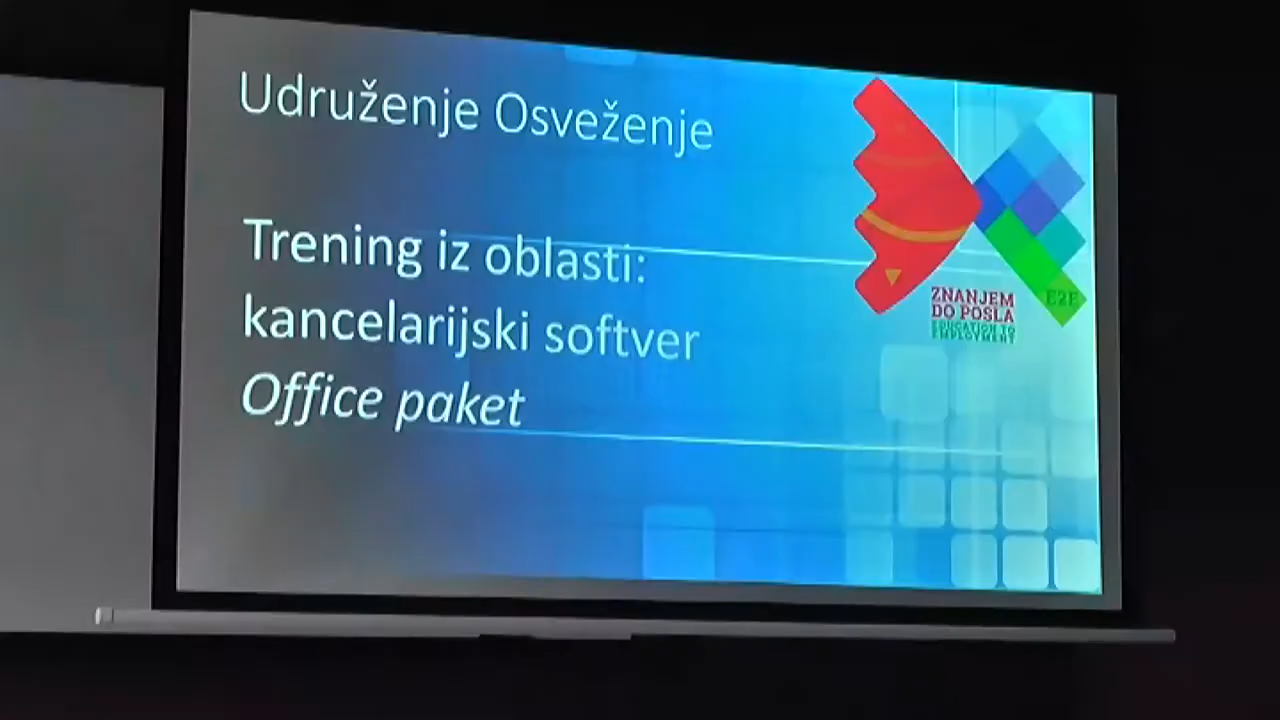 Udruženje Osveženje
Trening iz oblasti:
kancelarijski softver
Office paket
ZNANJEM
DO POSLA
EDUCATION TO
EMPLOYMENT
E2E